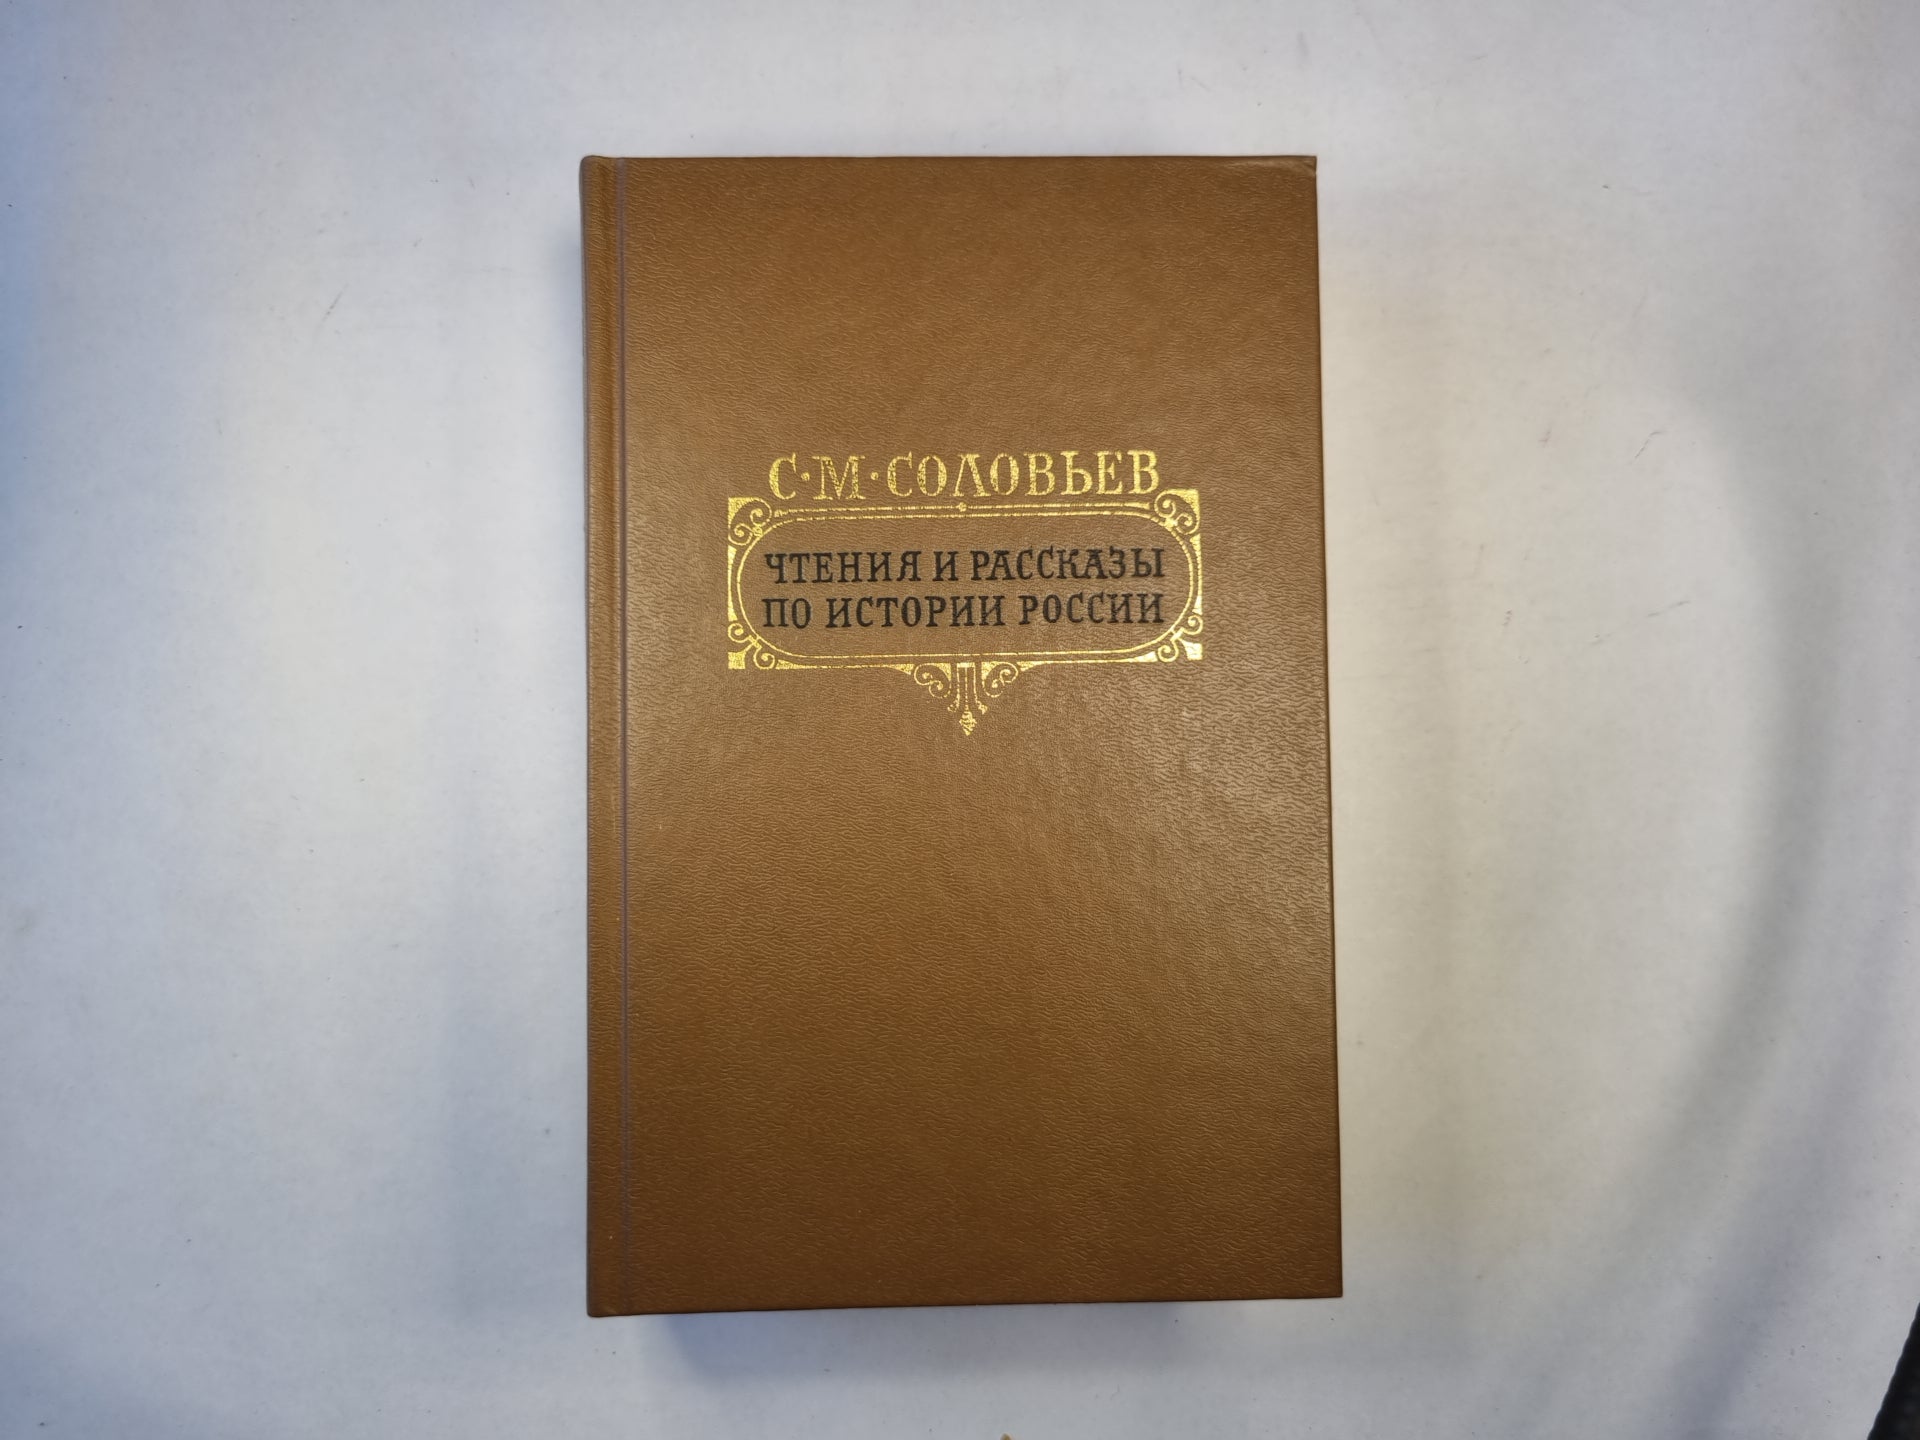 С·М·СОЛОВЬЕВ
ЧТЕНИЯ И РАССКАЗЫ
ПО ИСТОРИИ РОССИИ